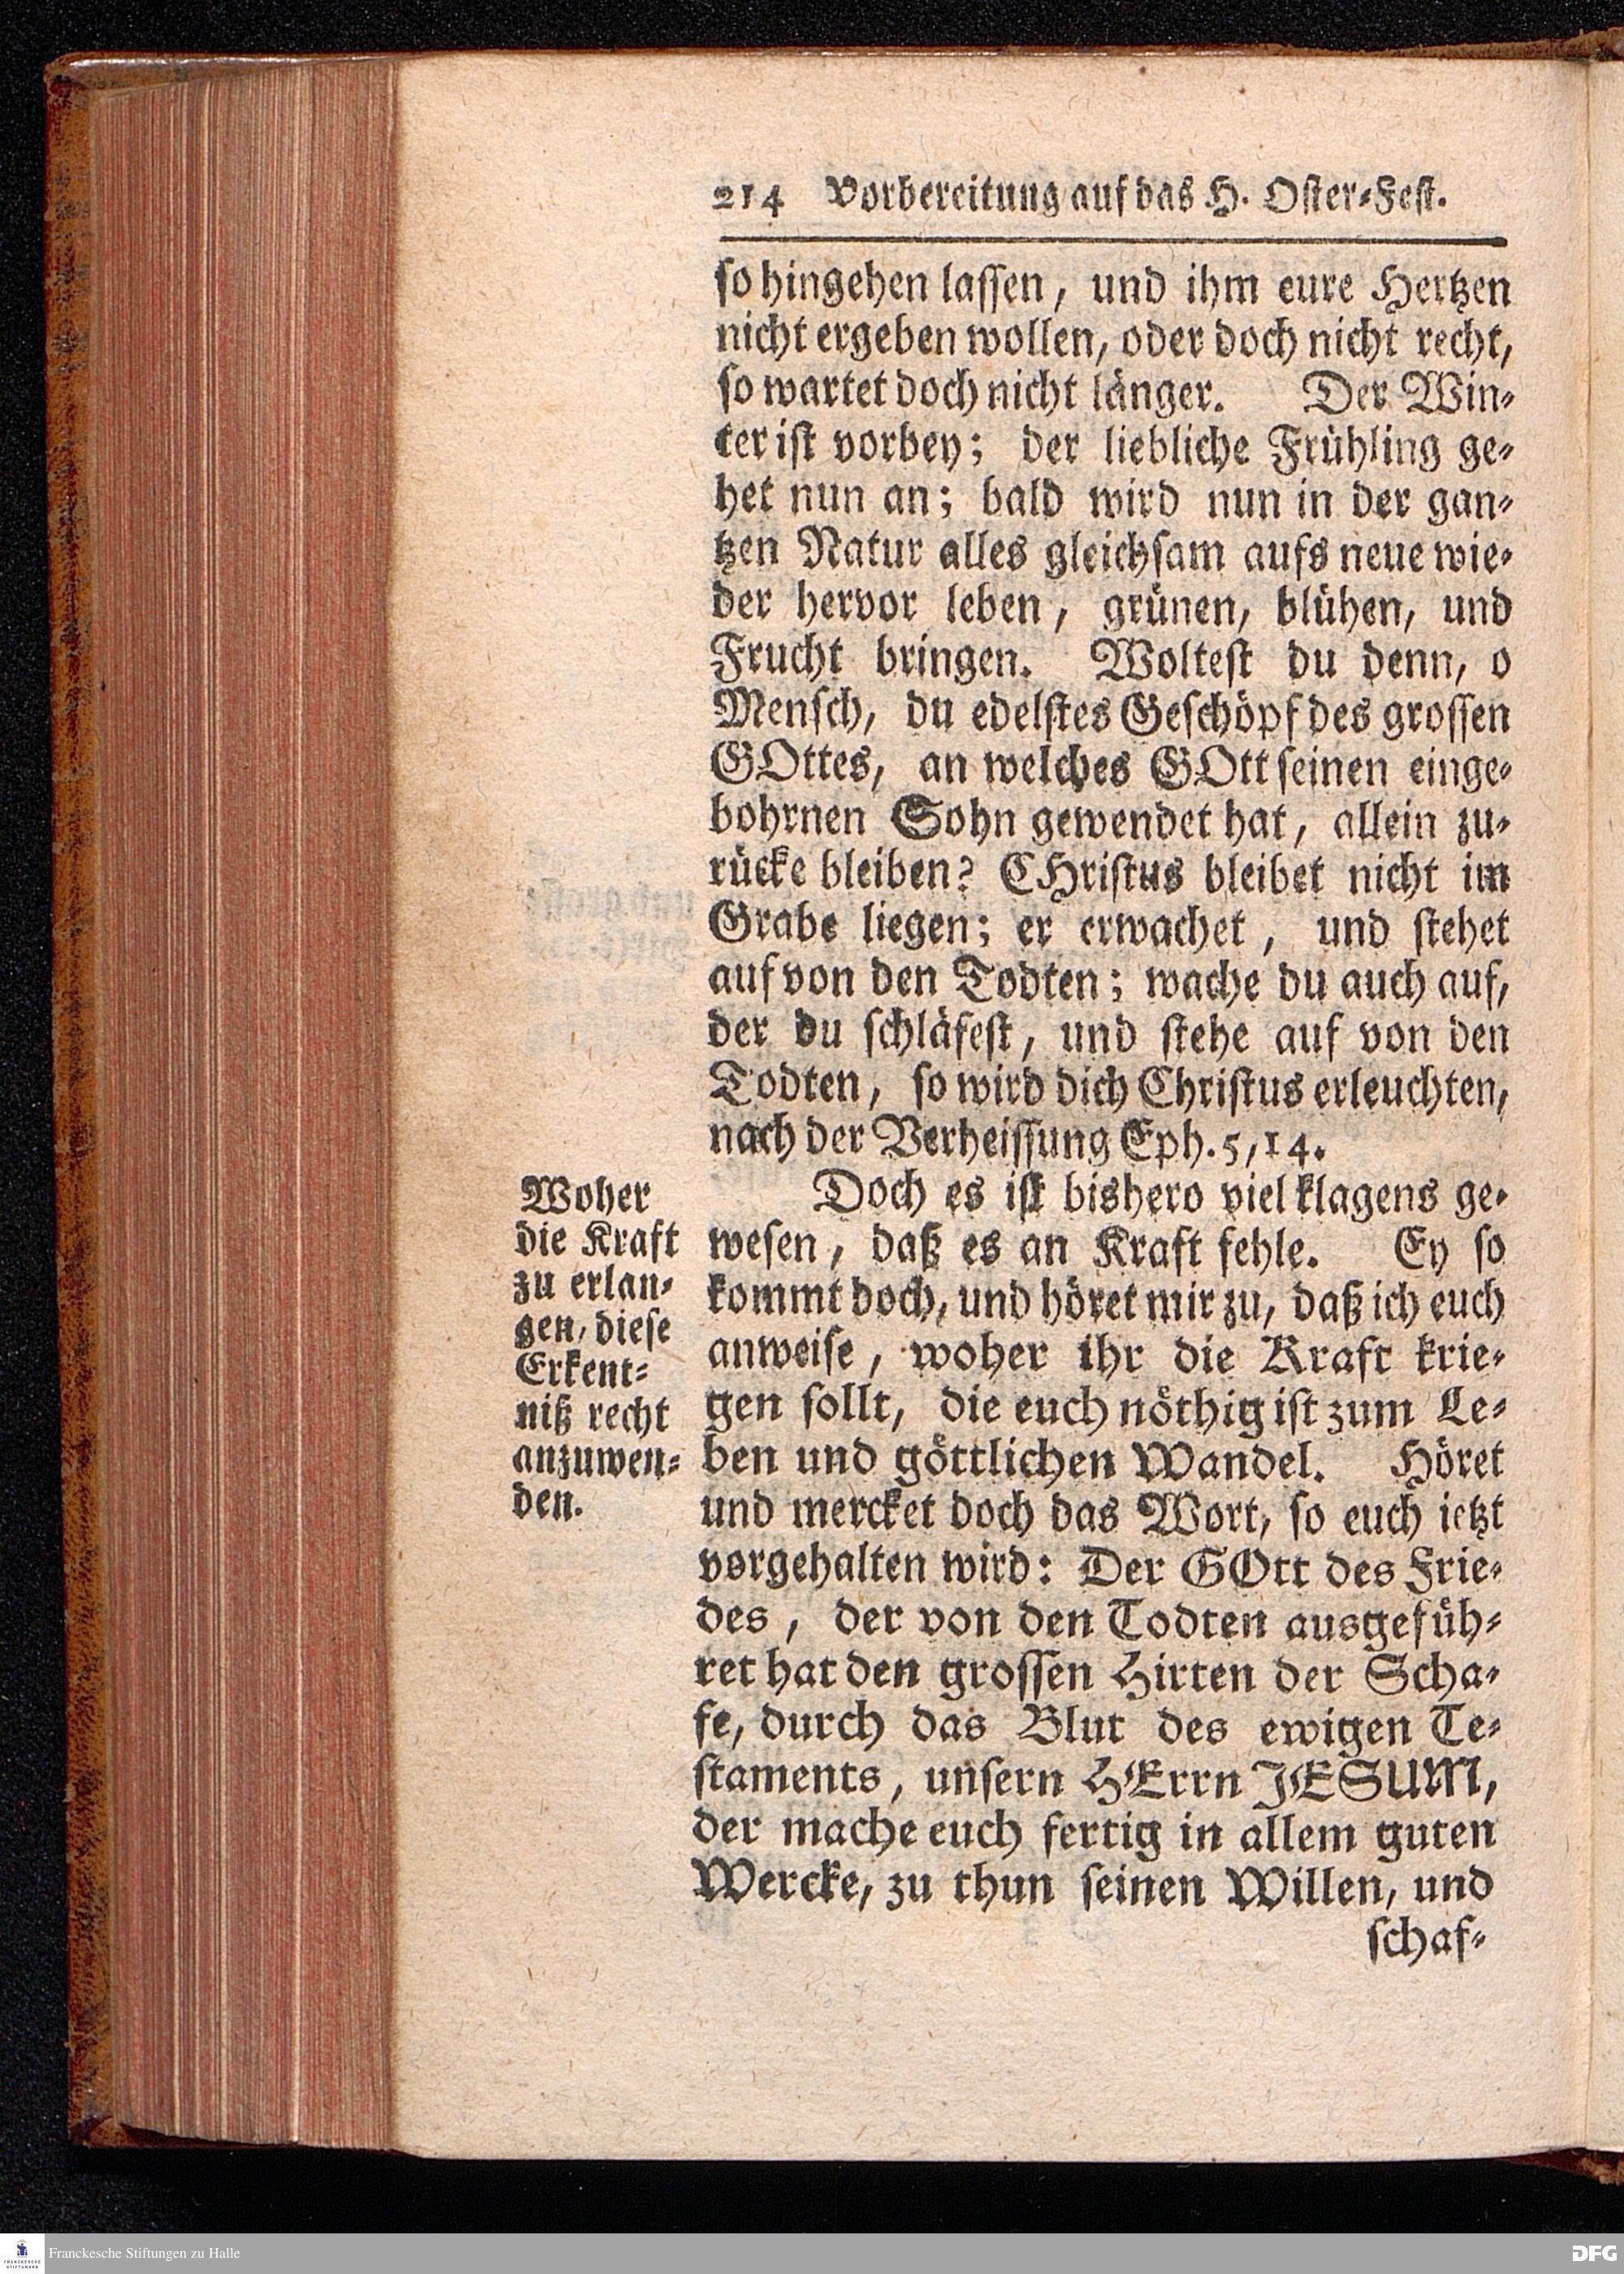 214 Vorbereitung auf das H. Oster-Fest.
so hingehen lassen, und ihm eure Hertzen
nicht ergeben wollen, oder doch nicht recht,
so wartet doch nicht länger. Der Win-
ter ist vorbey; der liebliche Frühling ge-
het nun an; bald wird nun in der gan-
tzen Natur alles gleichsam aufs neue wie-
der hervor leben, grünen, blühen, und
Frucht bringen. Woltest du denn, o
Mensch, du edelstes Geschöpf des grossen
GOttes, an welches GOtt seinen einge-
bohrnen Sohn gewendet hat, allein zu-
rücke bleiben? CHristus bleibet nicht im
Grabe liegen; er erwachet, und stehet
auf von den Todten; wache du auch auf,
der du schläfest, und stehe auf von den
Todten, so wird dich Christus erleuchten,
nach der Verheissung Eph. 5, 14.
Woher
die Kraft
zu erlan-
gen, diese
Erkent-
niß recht
anzuwen-
den.
Doch es ist bishero viel klagens ge-
wesen, daß es an Kraft fehle. Ey so
kommt doch, und höret mir zu, daß ich euch
anweise, woher ihr die Kraft krie-
gen sollt, die euch nöthig ist zum Le-
ben und göttlichen Wandel. Höret
und mercket doch das Wort, so euch ietzt
vorgehalten wird: Der GOtt des Frie-
des, der von den Todten ausgefüh-
ret hat den grossen Hirten der Scha-
fe, durch das Blut des ewigen Te-
staments, unsern HErrn JESUM,
der mache euch fertig in allem guten
Wercke, zu thun seinen Willen, und
schaf-
FRANCKESCHE
STIFTUNGEN
Franckesche Stiftungen zu Halle
DFG